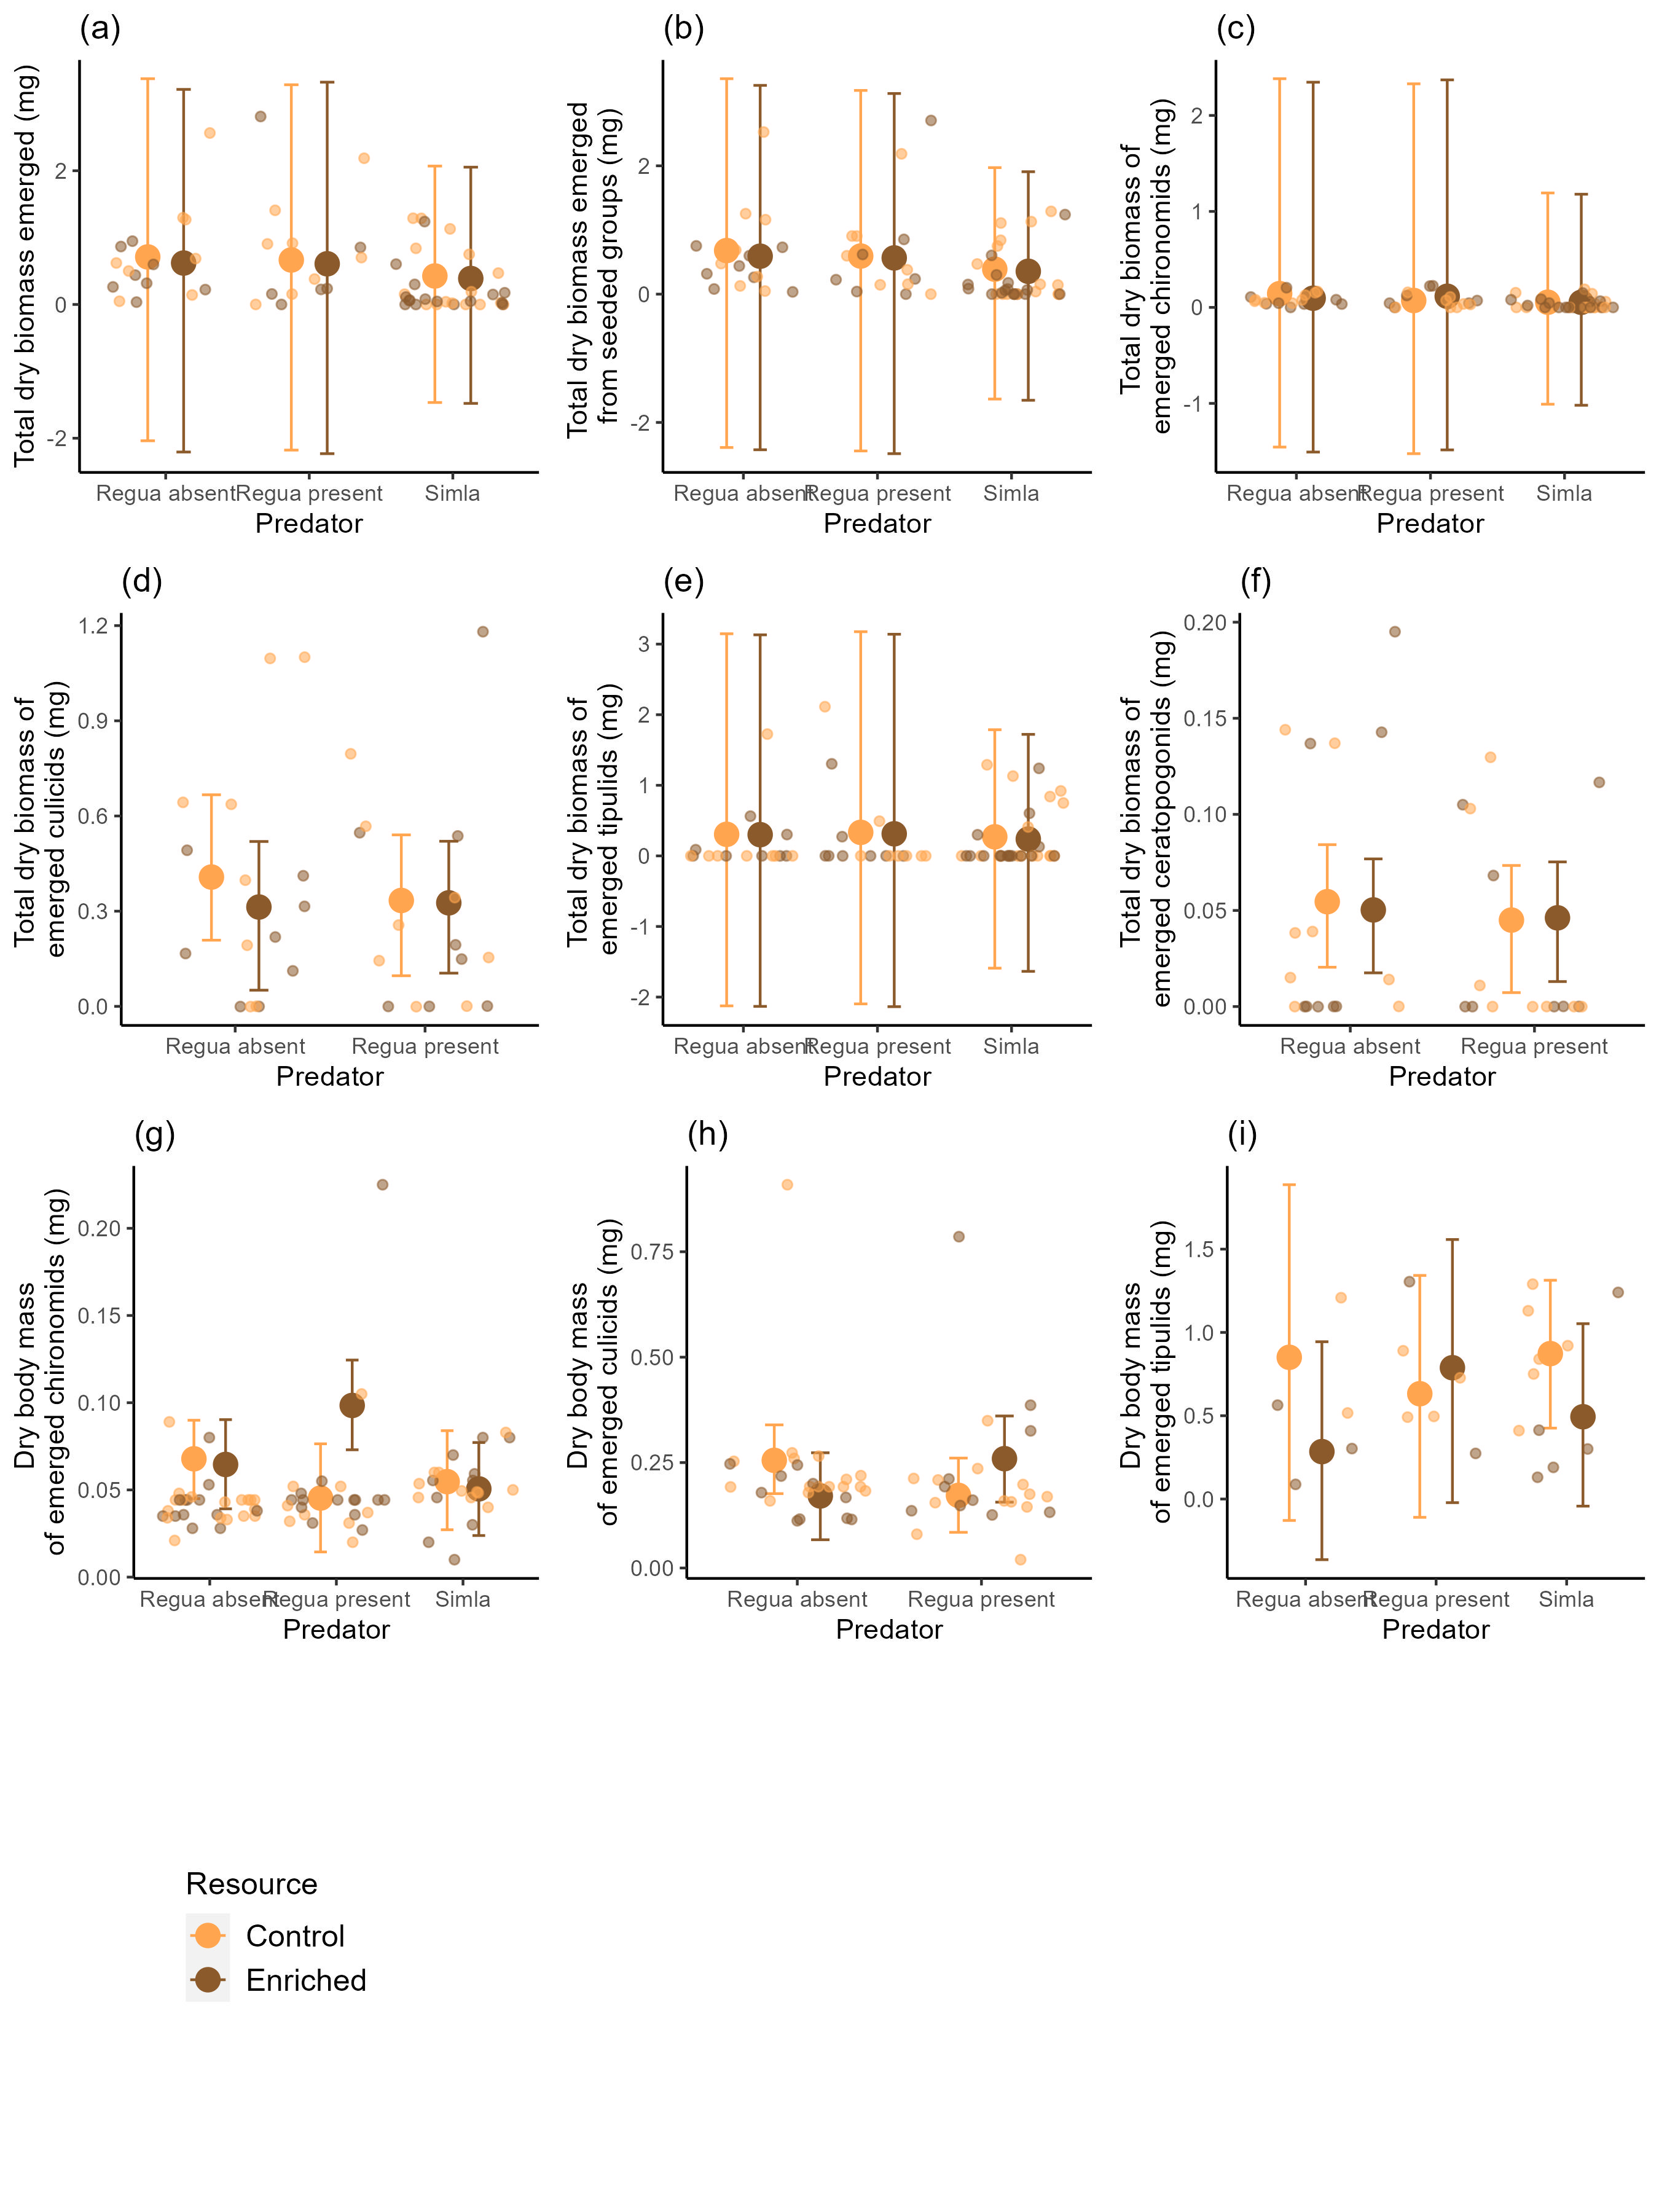 (a)
Total dry biomass emerged (mg)
2
0
-2
Regua absent Regua present Simla
Predator
(b)
Total dry biomass emerged
from seeded groups (mg)
2
0
-2
Regua absent Regua present Simla
Predator
(c)
Total dry biomass of
emerged chironomids (mg)
2
1
0
-1
Regua absent Regua present Simla
Predator
(d)
Total dry biomass of
emerged culicids (mg)
1.2
0.9
0.6
0.3
0.0
Regua absent Regua present
Predator
(e)
Total dry biomass of
emerged tipulids (mg)
3
2
1
0
-1
-2
Regua absent Regua present Simla
Predator
(f)
Total dry biomass of
emerged ceratopogonids (mg)
0.20
0.15
0.10
0.05
0.00
Regua absent Regua present
Predator
(g)
Dry body mass
of emerged chironomids (mg)
0.20
0.15
0.10
0.05
0.00
Regua absent Regua present Simla
Predator
(h)
Dry body mass
of emerged culicids (mg)
0.75
0.50
0.25
0.00
Regua absent Regua present
Predator
(i)
Dry body mass
of emerged tipulids (mg)
1.5
1.0
0.5
0.0
Regua absent Regua present Simla
Predator
Resource
Control
Enriched